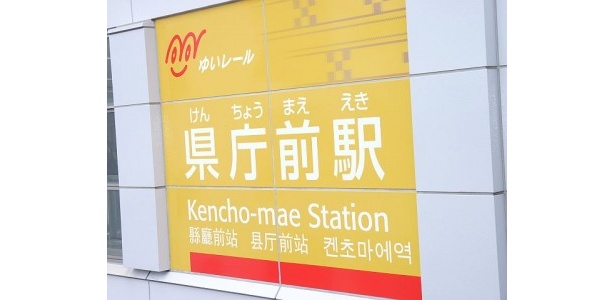 ゆいレール
けん ちょう まえ えき
県庁前駅
Kencho-mae Station
縣廳前站 县厅前站 켄초마에역